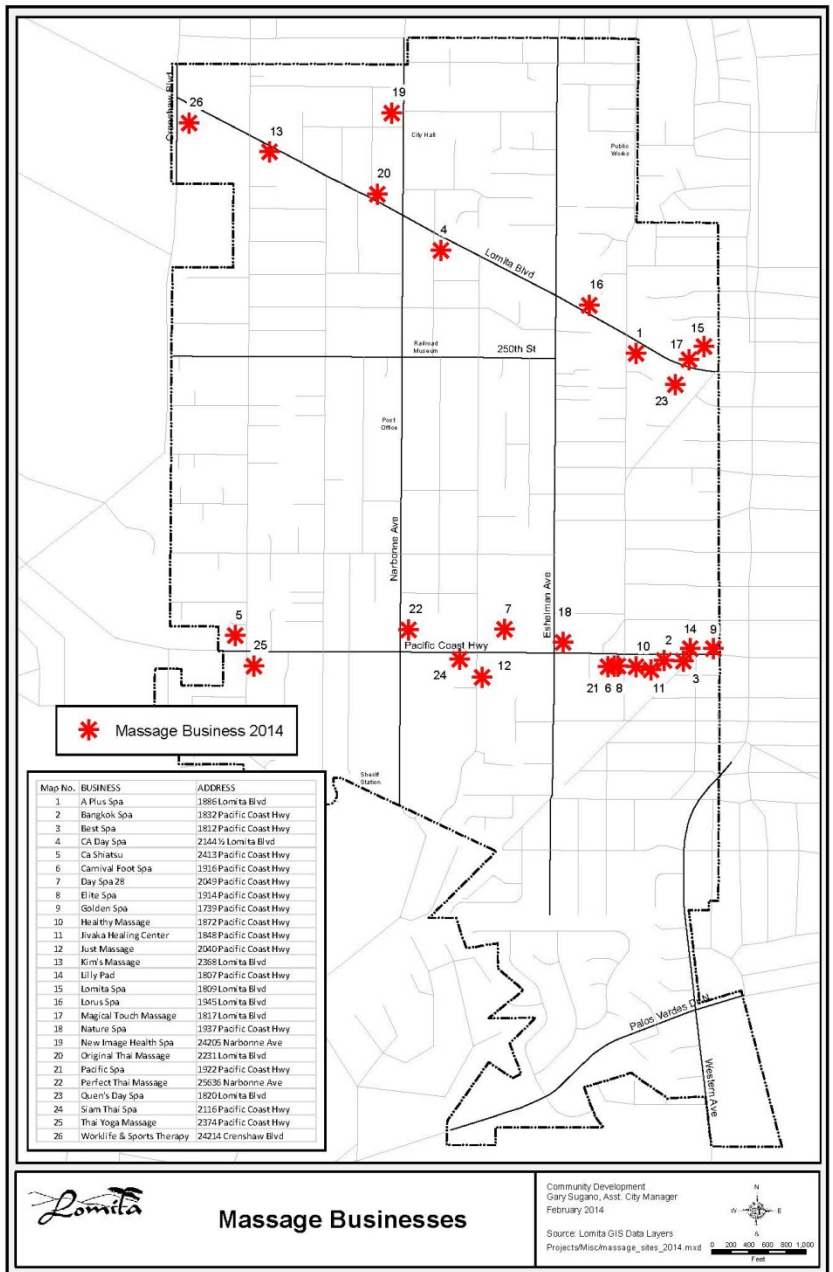 Crenshaw Blvd
26
13
19
City Hall
Public
Works
20
4
Lomita Blvd
16
1
15
17
23
Railroad
Museum
250th St
Post
Office
Narbonne Ave
Eshelman Ave
5
25
22
7
18
Pacific Coast Hwy
24
12
21
6
8
10
11
2
14
3
9
Massage Business 2014
Sheriff
Station
Map No. BUSINESS ADDRESS
1 A Plus Spa 1886 Lomita Blvd
2 Bangkok Spa 1832 Pacific Coast Hwy
3 Best Spa 1812 Pacific Coast Hwy
4 CA Day Spa 2144 ½ Lomita Blvd
5 Ca Shiatsu 2413 Pacific Coast Hwy
6 Carnival Foot Spa 1916 Pacific Coast Hwy
7 Day Spa 28 2049 Pacific Coast Hwy
8 Elite Spa 1914 Pacific Coast Hwy
9 Golden Spa 1739 Pacific Coast Hwy
10 Healthy Massage 1872 Pacific Coast Hwy
11 Jivaka Healing Center 1848 Pacific Coast Hwy
12 Just Massage 2040 Pacific Coast Hwy
13 Kim's Massage 2368 Lomita Blvd
14 Lilly Pad 1807 Pacific Coast Hwy
15 Lomita Spa 1809 Lomita Blvd
16 Lorus Spa 1945 Lomita Blvd
17 Magical Touch Massage 1817 Lomita Blvd
18 Nature Spa 1937 Pacific Coast Hwy
19 New Image Health Spa 24205 Narbonne Ave
20 Original Thai Massage 2231 Lomita Blvd
21 Pacific Spa 1922 Pacific Coast Hwy
22 Perfect Thai Massage 25636 Narbonne Ave
23 Quen's Day Spa 1820 Lomita Blvd
24 Siam Thai Spa 2116 Pacific Coast Hwy
25 Thai Yoga Massage 2374 Pacific Coast Hwy
26 Worklife & Sports Therapy 24214 Crenshaw Blvd
Palos Verdes Dr N
Western Ave
Lomita
Massage Businesses
Community Development
Gary Sugano, Asst. City Manager
February 2014
Source: Lomita GIS Data Layers
Projects/Misc/massage_sites_2014.mxd
N
W E
S
0 200 400 600 800 1,000
Feet